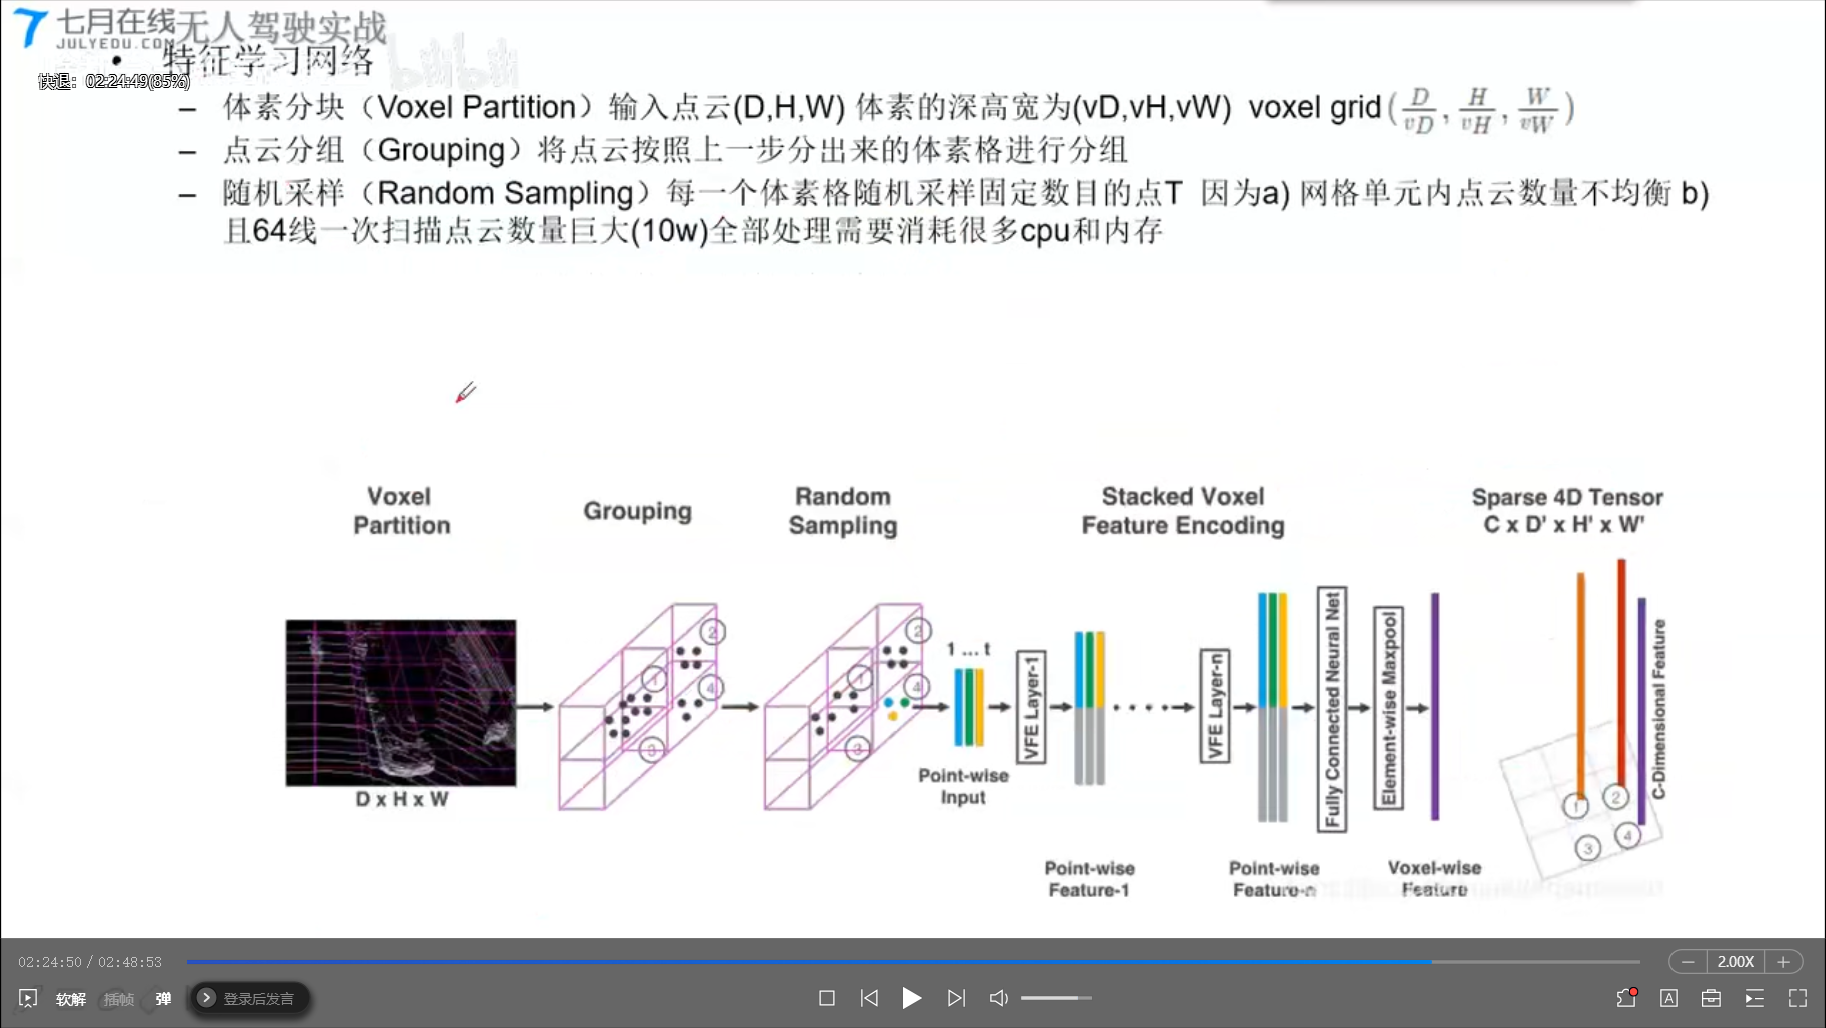 七月在线
JULYEDU.COM
无人驾驶实战
• 特征学习网络
快退: 02:24:49(85%)
bilibili
– 体素分块（Voxel Partition）输入点云(D,H,W) 体素的深高宽为(vD,vH,vW) voxel grid (D/vD, H/vH, W/vW)
– 点云分组（Grouping）将点云按照上一步分出来的体素格进行分组
– 随机采样（Random Sampling）每一个体素格随机采样固定数目的点T 因为a) 网格单元内点云数量不均衡 b)
且64线一次扫描点云数量巨大(10w)全部处理需要消耗很多cpu和内存
Voxel
Partition
Grouping
Random
Sampling
Stacked Voxel
Feature Encoding
Sparse 4D Tensor
C x D' x H' x W'
D x H x W
1
2
3
4
1
2
3
4
1 ... t
Point-wise
Input
VFE Layer-1
Point-wise
Feature-1
VFE Layer-n
Point-wise
Feature-n
Fully Connected Neural Net
Element-wise Maxpool
Voxel-wise
Feature
C-Dimensional Feature
1
2
3
4
02:24:50 / 02:48:53
2.00X
软解
插帧
弹
登录后发言
A